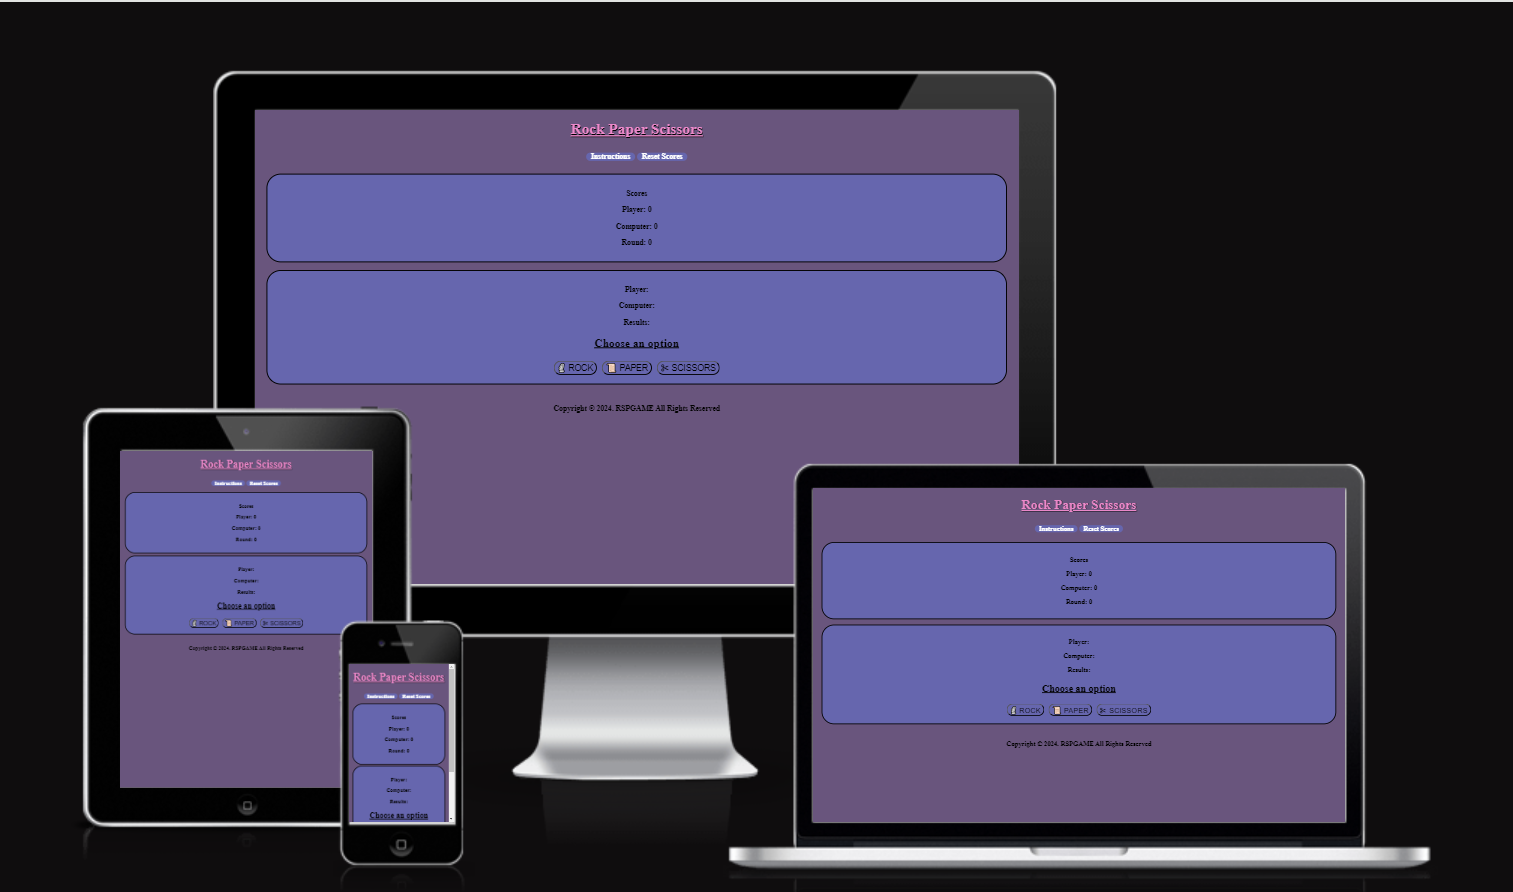 Rock Paper Scissors
Instructions Reset Scores
Scores
Player: 0
Computer: 0
Round: 0
Player:
Computer:
Results:
Choose an option
ROCK PAPER SCISSORS
Copyright © 2024. RSPGAME All Rights Reserved
Rock Paper Scissors
Instructions Reset Scores
Scores
Player: 0
Computer: 0
Round: 0
Player:
Computer:
Results:
Choose an option
ROCK PAPER SCISSORS
Copyright © 2024. RSPGAME All Rights Reserved
Rock Paper Scissors
Instructions Reset Scores
Scores
Player: 0
Computer: 0
Round: 0
Player:
Computer:
Results:
Choose an option
Rock Paper Scissors
Instructions Reset Scores
Scores
Player: 0
Computer: 0
Round: 0
Player:
Computer:
Results:
Choose an option
ROCK PAPER SCISSORS
Copyright © 2024. RSPGAME All Rights Reserved